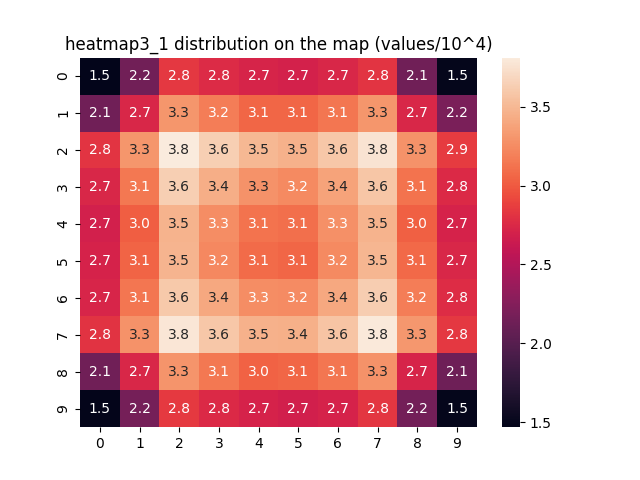 heatmap3_1 distribution on the map (values/10^4)
0 1.5 2.2 2.8 2.8 2.7 2.7 2.7 2.8 2.1 1.5
1 2.1 2.7 3.3 3.2 3.1 3.1 3.1 3.3 2.7 2.2
2 2.8 3.3 3.8 3.6 3.5 3.5 3.6 3.8 3.3 2.9
3 2.7 3.1 3.6 3.4 3.3 3.2 3.4 3.6 3.1 2.8
4 2.7 3.0 3.5 3.3 3.1 3.1 3.3 3.5 3.0 2.7
5 2.7 3.1 3.5 3.2 3.1 3.1 3.2 3.5 3.1 2.7
6 2.7 3.1 3.6 3.4 3.3 3.2 3.4 3.6 3.2 2.8
7 2.8 3.3 3.8 3.6 3.5 3.4 3.6 3.8 3.3 2.8
8 2.1 2.7 3.3 3.1 3.0 3.1 3.1 3.3 2.7 2.1
9 1.5 2.2 2.8 2.8 2.7 2.7 2.7 2.8 2.2 1.5
0 1 2 3 4 5 6 7 8 9
3.5
3.0
2.5
2.0
1.5